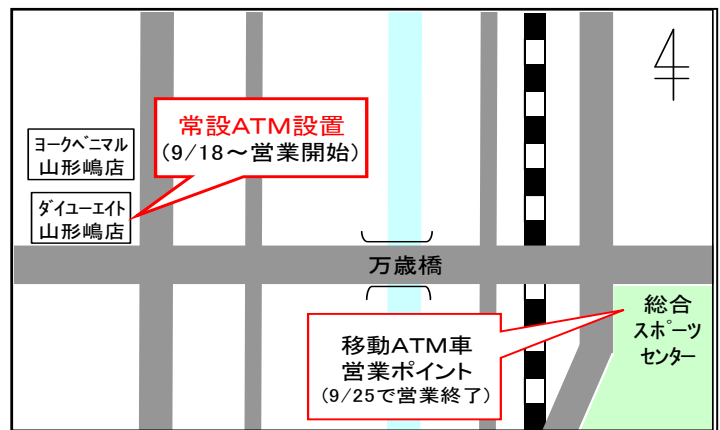 常設ATM設置
(9/18～営業開始)
ヨークベニマル
山形嶋店
ダイユーエイト
山形嶋店
万歳橋
移動ATM車
営業ポイント
(9/25で営業終了)
総合
スポーツ
センター